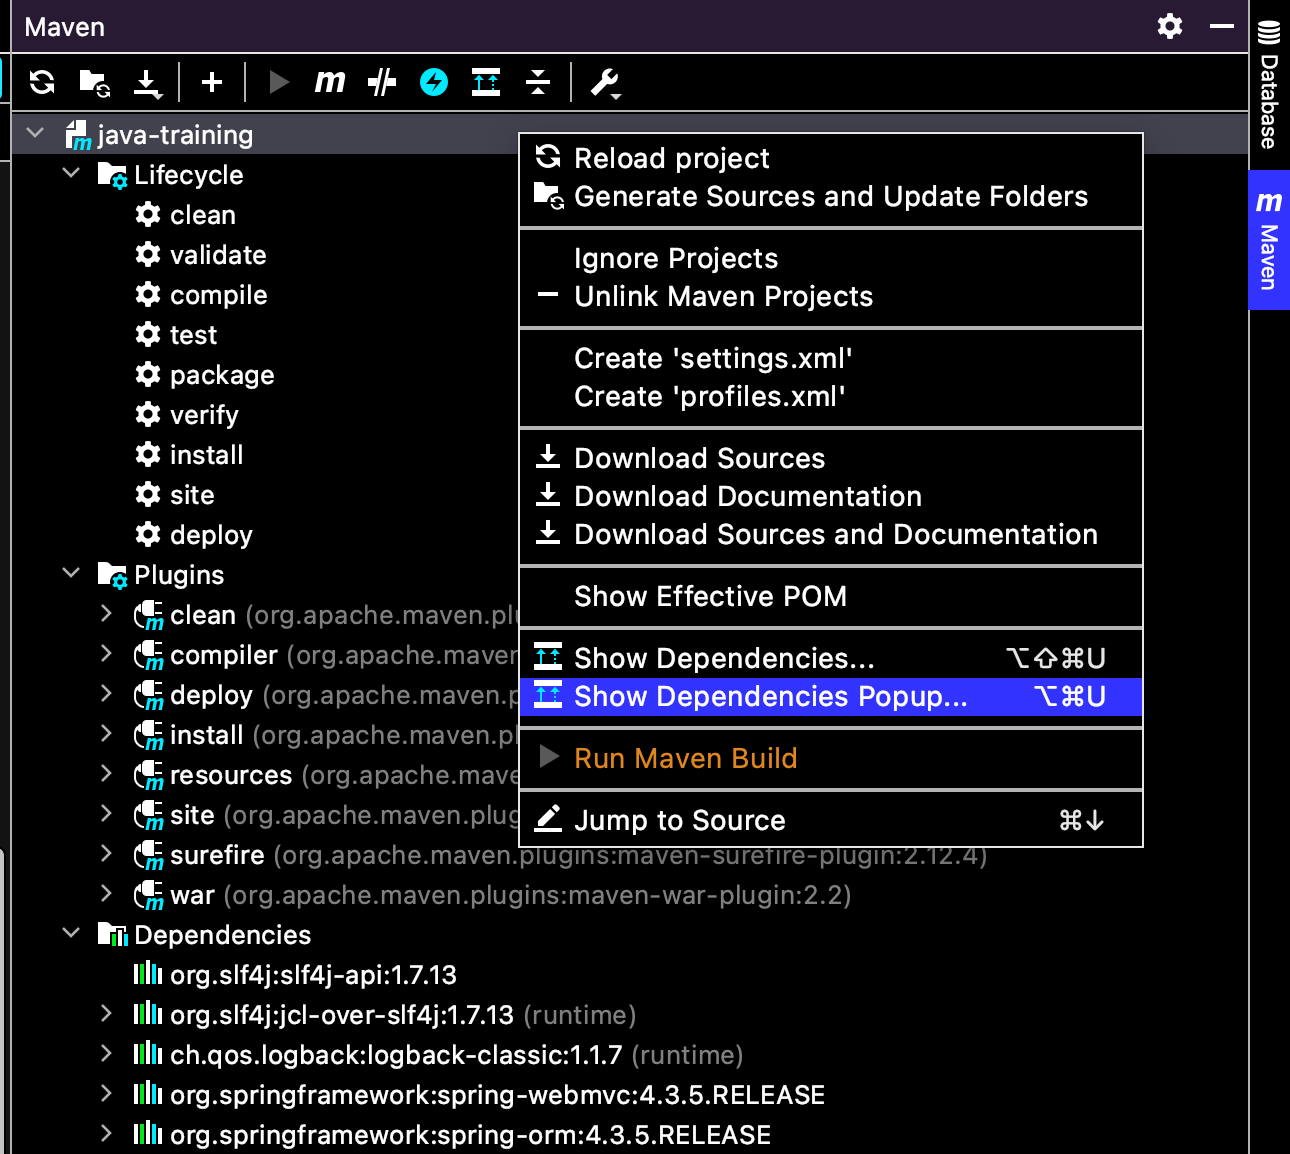 Maven
m
java-training
Lifecycle
clean
validate
compile
test
package
verify
install
site
deploy
Plugins
clean (org.apache.maven.plu
compiler (org.apache.maven
deploy (org.apache.maven.p
install (org.apache.maven.pl
resources (org.apache.mave
site (org.apache.maven.plug
surefire (org.apache.maven.plugins:maven-surefire-plugin:2.12.4)
war (org.apache.maven.plugins:maven-war-plugin:2.2)
Dependencies
org.slf4j:slf4j-api:1.7.13
org.slf4j:jcl-over-slf4j:1.7.13 (runtime)
ch.qos.logback:logback-classic:1.1.7 (runtime)
org.springframework:spring-webmvc:4.3.5.RELEASE
org.springframework:spring-orm:4.3.5.RELEASE
Reload project
Generate Sources and Update Folders
Ignore Projects
Unlink Maven Projects
Create 'settings.xml'
Create 'profiles.xml'
Download Sources
Download Documentation
Download Sources and Documentation
Show Effective POM
Show Dependencies... ⌥⇧⌘U
Show Dependencies Popup... ⌥⌘U
Run Maven Build
Jump to Source ⌘↓
Database
m Maven